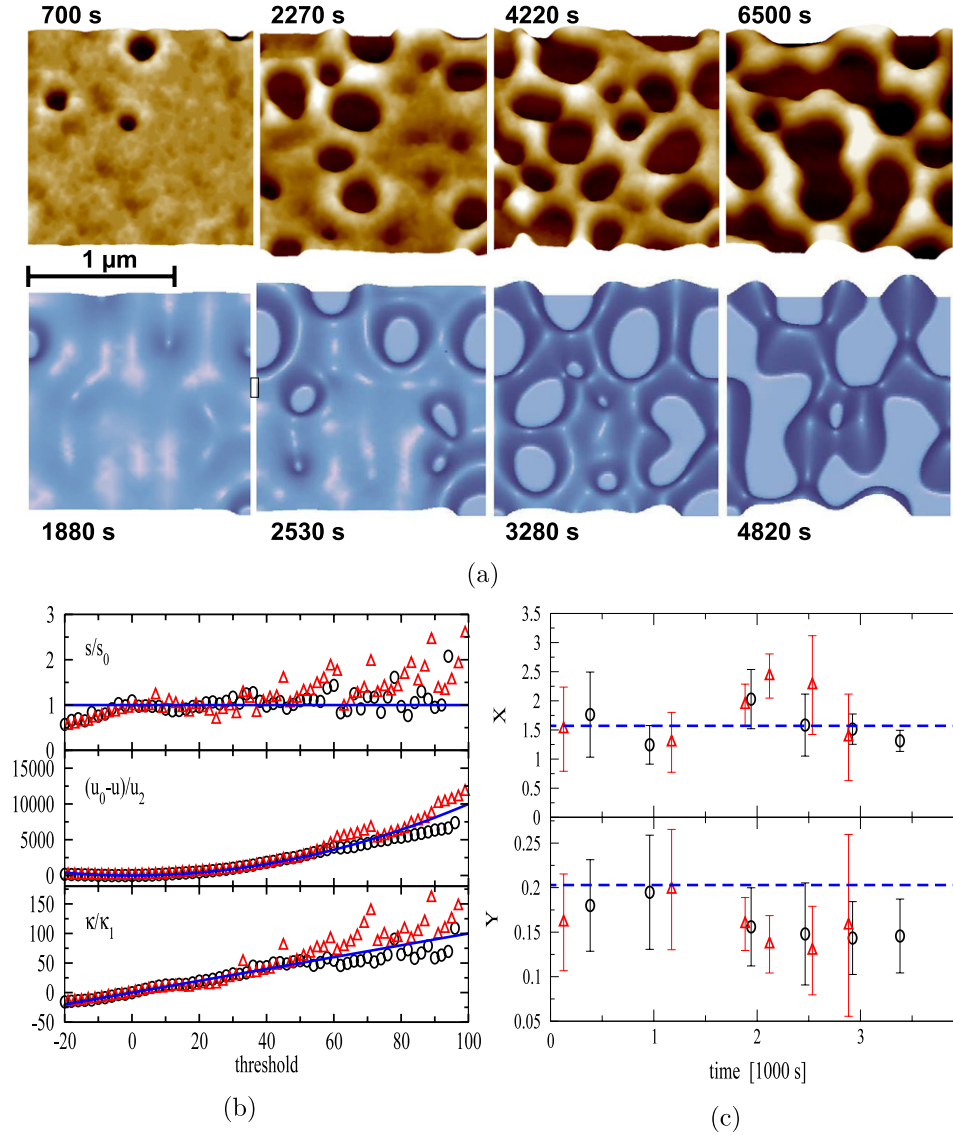 700 s 2270 s 4220 s 6500 s
1 µm
1880 s 2530 s 3280 s 4820 s
(a)
3
s/s0
2
1
0
15000
(u0-u)/u2
10000
5000
0
150
κ/κ1
100
50
0
-50
-20 0 20 40 60 80 100
threshold
(b)
3.5
3
2.5
2
X
1.5
1
0.5
0
0.25
0.2
Y
0.15
0.1
0.05
0 1 2 3
time [1000 s]
(c)